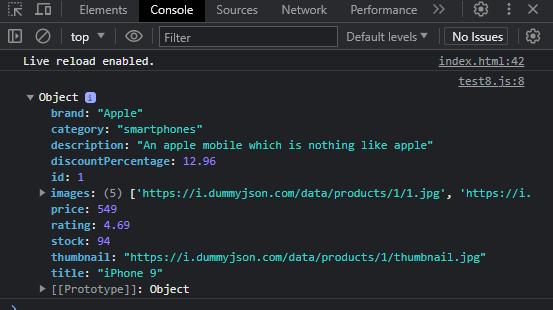 Elements Console Sources Network Performance »
top Filter Default levels No Issues
Live reload enabled. index.html:42
test8.js:8
Object i
brand: "Apple"
category: "smartphones"
description: "An apple mobile which is nothing like apple"
discountPercentage: 12.96
id: 1
images: (5) ['https://i.dummyjson.com/data/products/1/1.jpg', 'https://i.
price: 549
rating: 4.69
stock: 94
thumbnail: "https://i.dummyjson.com/data/products/1/thumbnail.jpg"
title: "iPhone 9"
[[Prototype]]: Object